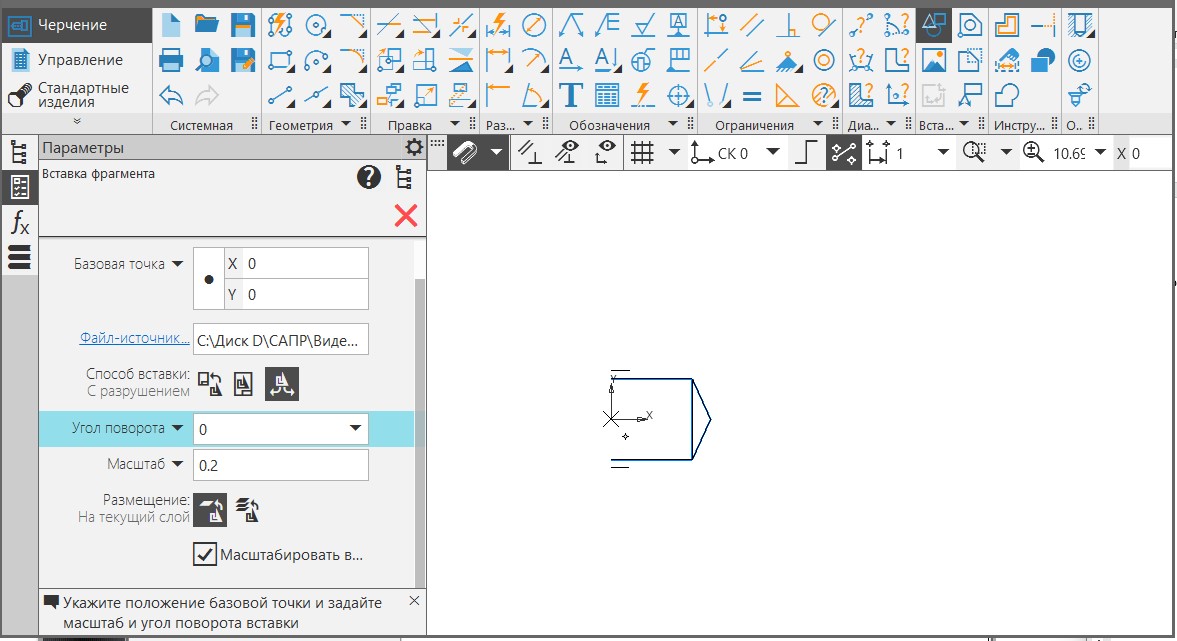 Черчение
Управление
Стандартные
изделия
Системная
Геометрия
Правка
Раз...
Обозначения
Ограничения
Диа...
Вста...
Инстру...
О...
Параметры
СК 0
1
10.69
X 0
Вставка фрагмента
Базовая точка
X 0
Y 0
Файл-источник...
C:\Диск D\САПР\Виде...
Способ вставки:
С разрушением
Угол поворота
0
Масштаб
0.2
Размещение:
На текущий слой
Масштабировать в...
Укажите положение базовой точки и задайте
масштаб и угол поворота вставки
Y
X